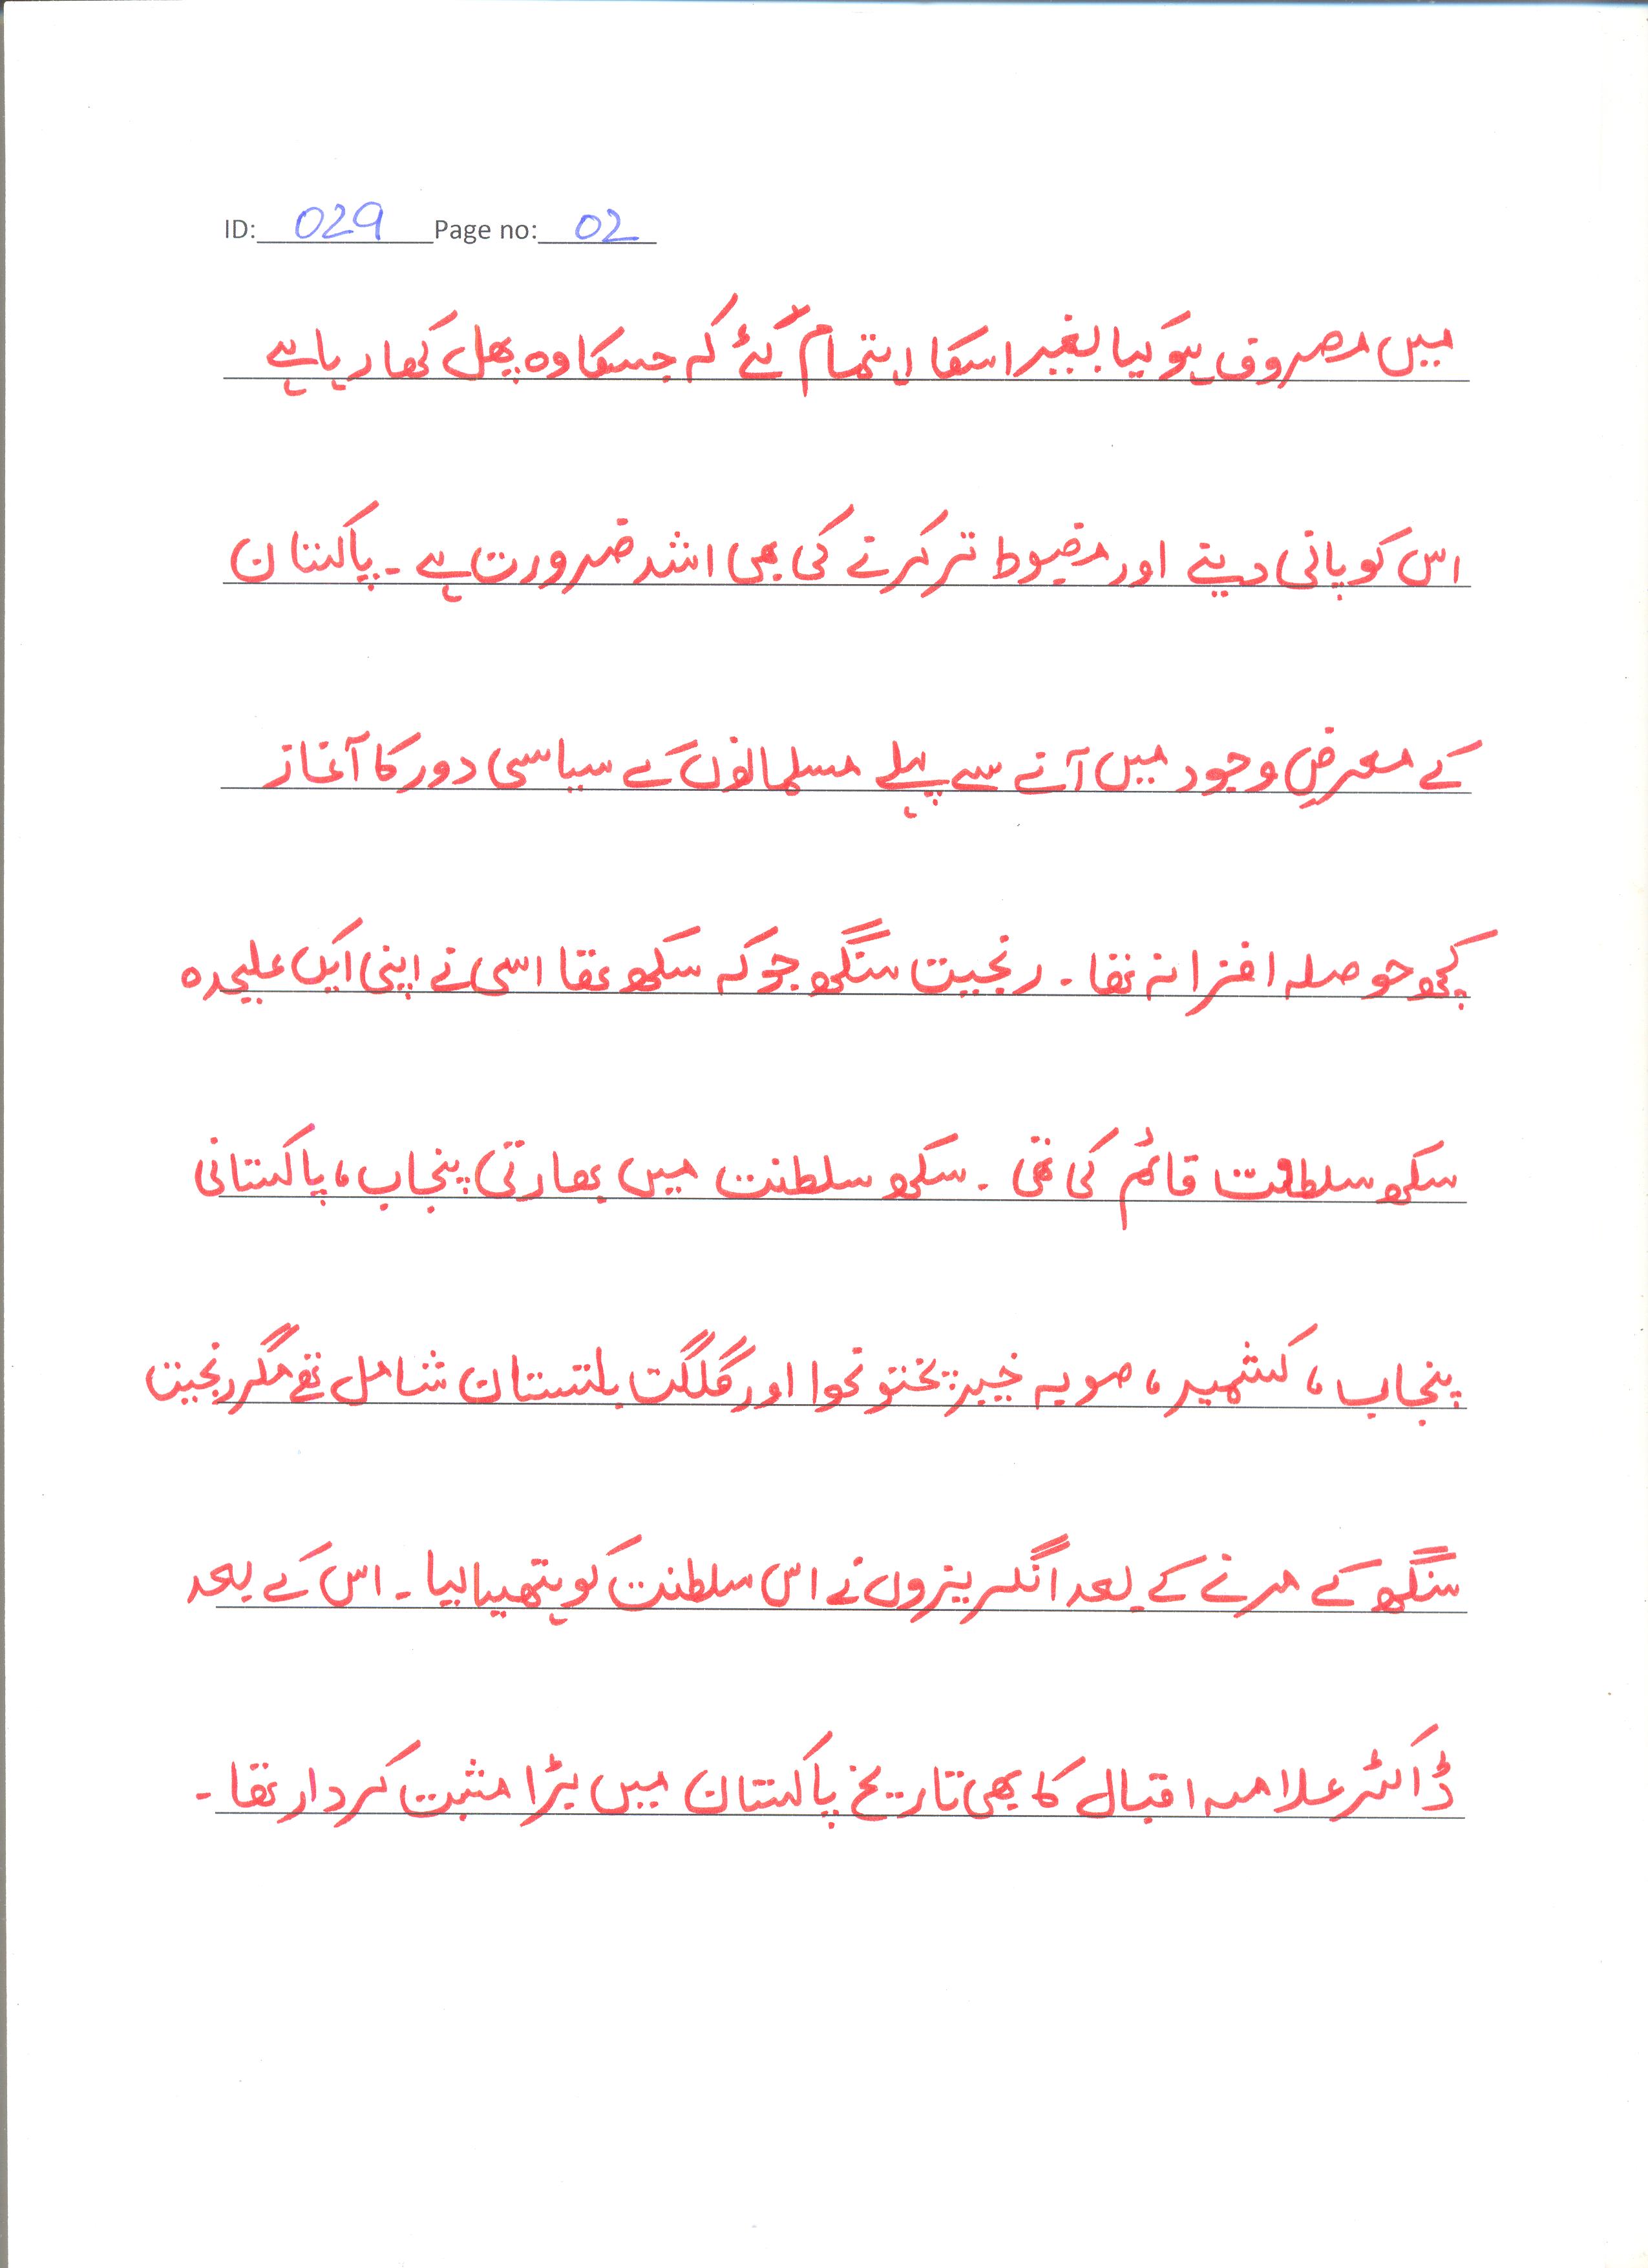 ID: 029 Page no: 02
میں مصروف ہو گیا بغیر اسکا اہتمام کئے کہ جسکا وہ پھل کھا رہا ہے
اس کو پانی دینے اور مضبوط تر کرنے کی بھی اشد ضرورت ہے ۔ پاکستان
کے معرضِ وجود میں آنے سے پہلے مسلمانوں کے سیاسی دور کا آغاز
کچھ حوصلہ افزا نہ تھا ۔ رنجیت سنگھ جو کہ سکھ تھا اسی نے اپنی ایک علیحدہ
سکھ سلطنت قائم کی تھی ۔ سکھ سلطنت میں بھارتی پنجاب ، پاکستانی
پنجاب ، کشمیر ، صوبہ خیبر پختونخوا اور گلگت بلتستان شامل تھے مگر رنجیت
سنگھ کے مرنے کے بعد انگریزوں نے اس سلطنت کو ہتھیا لیا ۔ اس کے بعد
ڈاکٹر علامہ اقبال کا بھی تاریخ پاکستان میں بڑا مثبت کردار تھا ۔